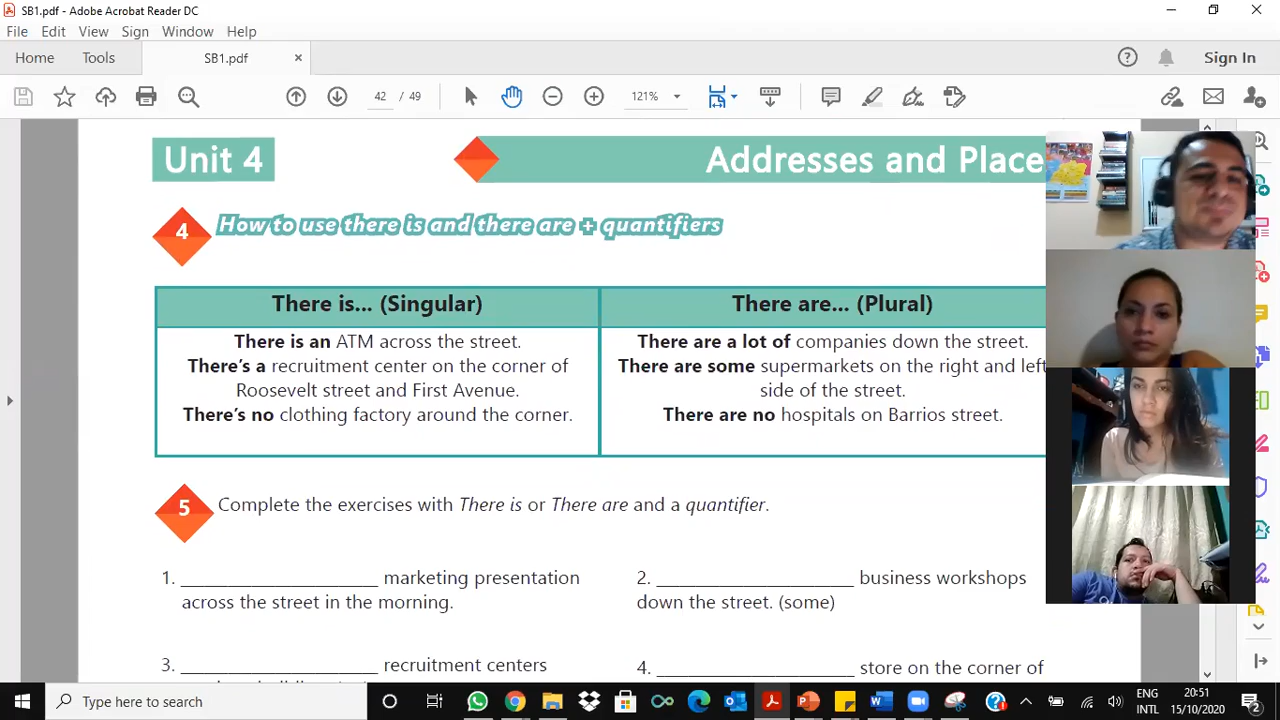 SB1.pdf - Adobe Acrobat Reader DC
File Edit View Sign Window Help
Home Tools SB1.pdf × Sign In
42 / 49 121%
Unit 4 Addresses and Place
4 How to use there is and there are + quantifiers
There is... (Singular) There are... (Plural)
There is an ATM across the street.
There's a recruitment center on the corner of
Roosevelt street and First Avenue.
There's no clothing factory around the corner.
There are a lot of companies down the street.
There are some supermarkets on the right and left
side of the street.
There are no hospitals on Barrios street.
5 Complete the exercises with There is or There are and a quantifier.
1. ____________________ marketing presentation
across the street in the morning.
2. ____________________ business workshops
down the street. (some)
3. ____________________ recruitment centers
4. ____________________ store on the corner of
Type here to search
ENG 20:51
INTL 15/10/2020 2